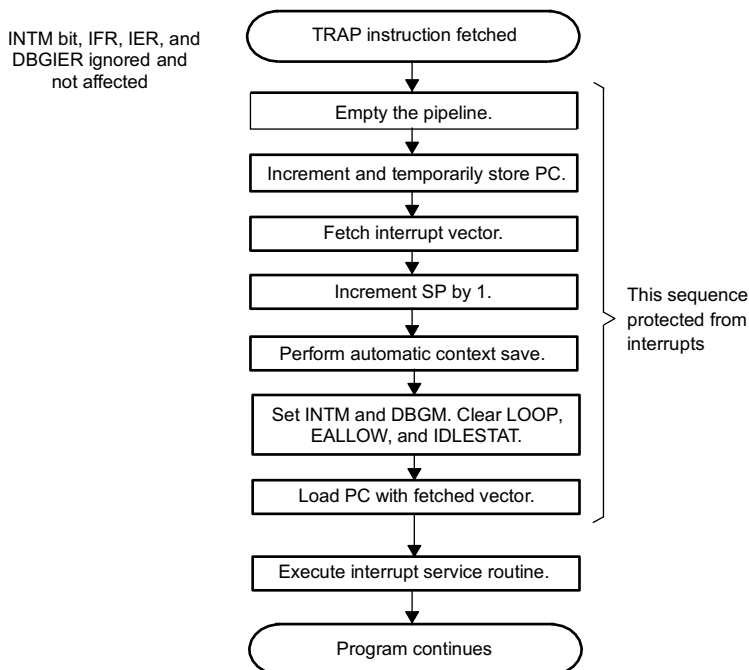 INTM bit, IFR, IER, and
DBGIER ignored and
not affected
TRAP instruction fetched
Empty the pipeline.
Increment and temporarily store PC.
Fetch interrupt vector.
Increment SP by 1.
Perform automatic context save.
Set INTM and DBGM. Clear LOOP,
EALLOW, and IDLESTAT.
Load PC with fetched vector.
This sequence
protected from
interrupts
Execute interrupt service routine.
Program continues